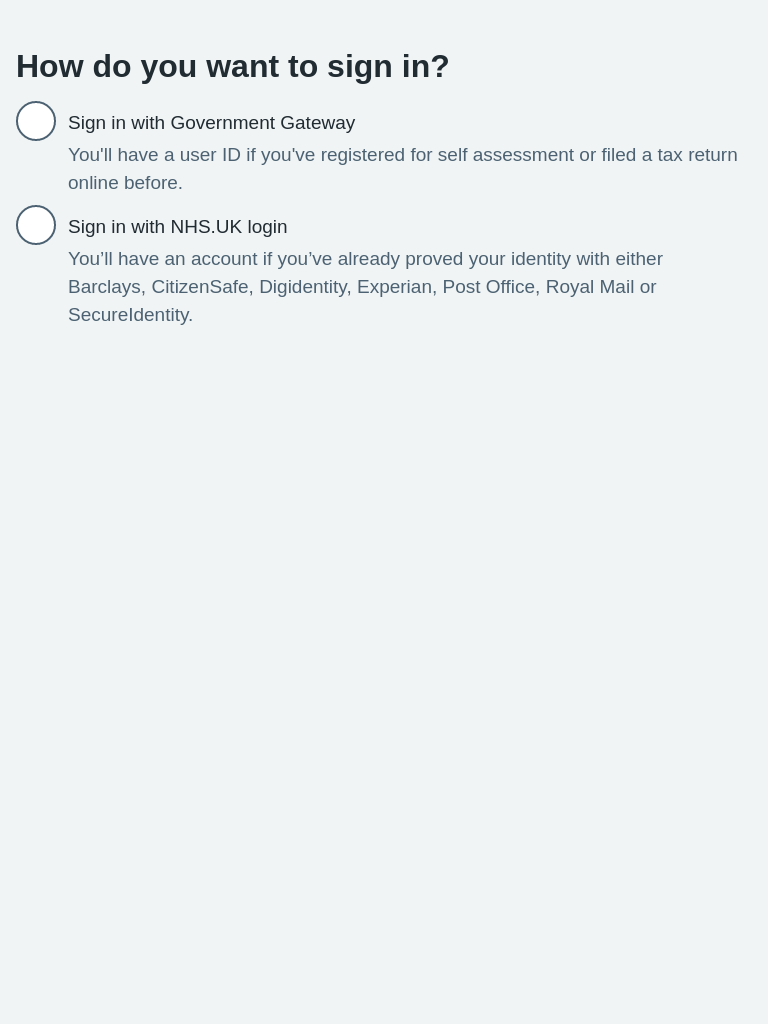 How do you want to sign in?
Sign in with Government Gateway
You'll have a user ID if you've registered for self assessment or filed a tax return
online before.
Sign in with NHS.UK login
You’ll have an account if you’ve already proved your identity with either
Barclays, CitizenSafe, Digidentity, Experian, Post Office, Royal Mail or
SecureIdentity.